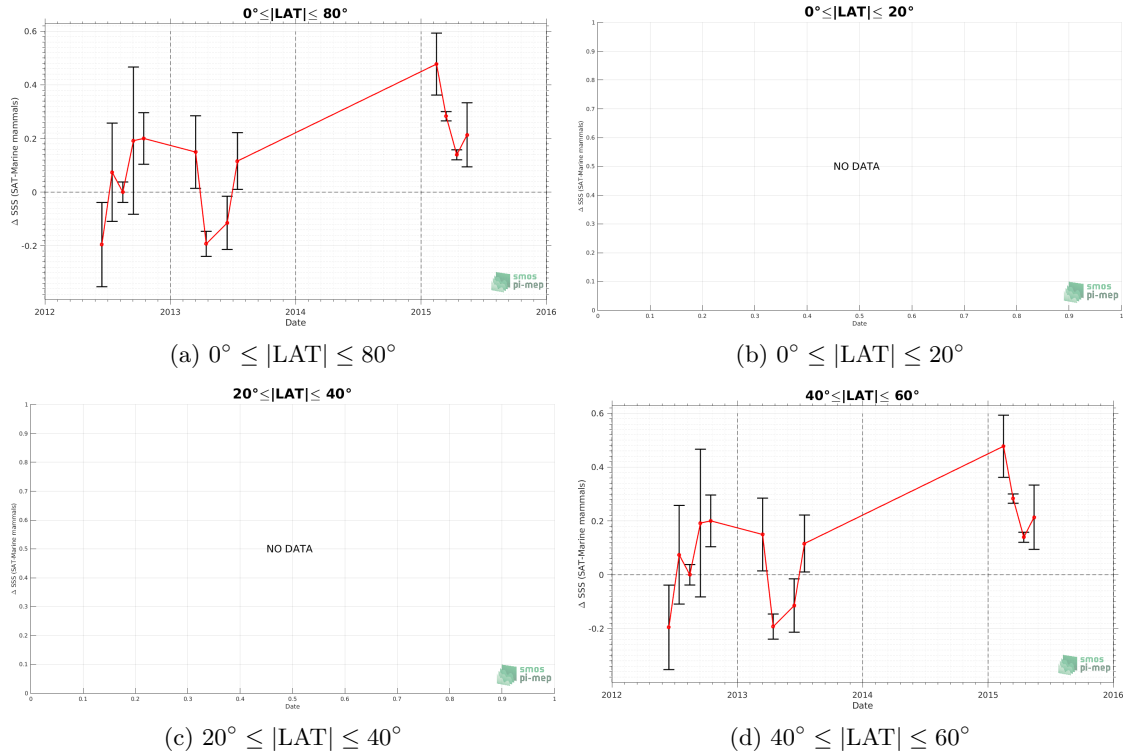 0°≤|LAT|≤ 80°
0.6
0.4
0.2
0
-0.2
Δ SSS (SAT-Marine mammals)
2012
2013
2014
2015
2016
Date
smos
pi-mep
(a) 0° ≤ |LAT| ≤ 80°
0°≤|LAT|≤ 20°
1
0.9
0.8
0.7
0.6
0.5
0.4
0.3
0.2
0.1
0
Δ SSS (SAT-Marine mammals)
NO DATA
0
0.1
0.2
0.3
0.4
0.5
0.6
0.7
0.8
0.9
1
Date
smos
pi-mep
(b) 0° ≤ |LAT| ≤ 20°
20°≤|LAT|≤ 40°
1
0.9
0.8
0.7
0.6
0.5
0.4
0.3
0.2
0.1
0
Δ SSS (SAT-Marine mammals)
NO DATA
0
0.1
0.2
0.3
0.4
0.5
0.6
0.7
0.8
0.9
1
Date
smos
pi-mep
(c) 20° ≤ |LAT| ≤ 40°
40°≤|LAT|≤ 60°
0.6
0.4
0.2
0
-0.2
Δ SSS (SAT-Marine mammals)
2012
2013
2014
2015
2016
Date
smos
pi-mep
(d) 40° ≤ |LAT| ≤ 60°